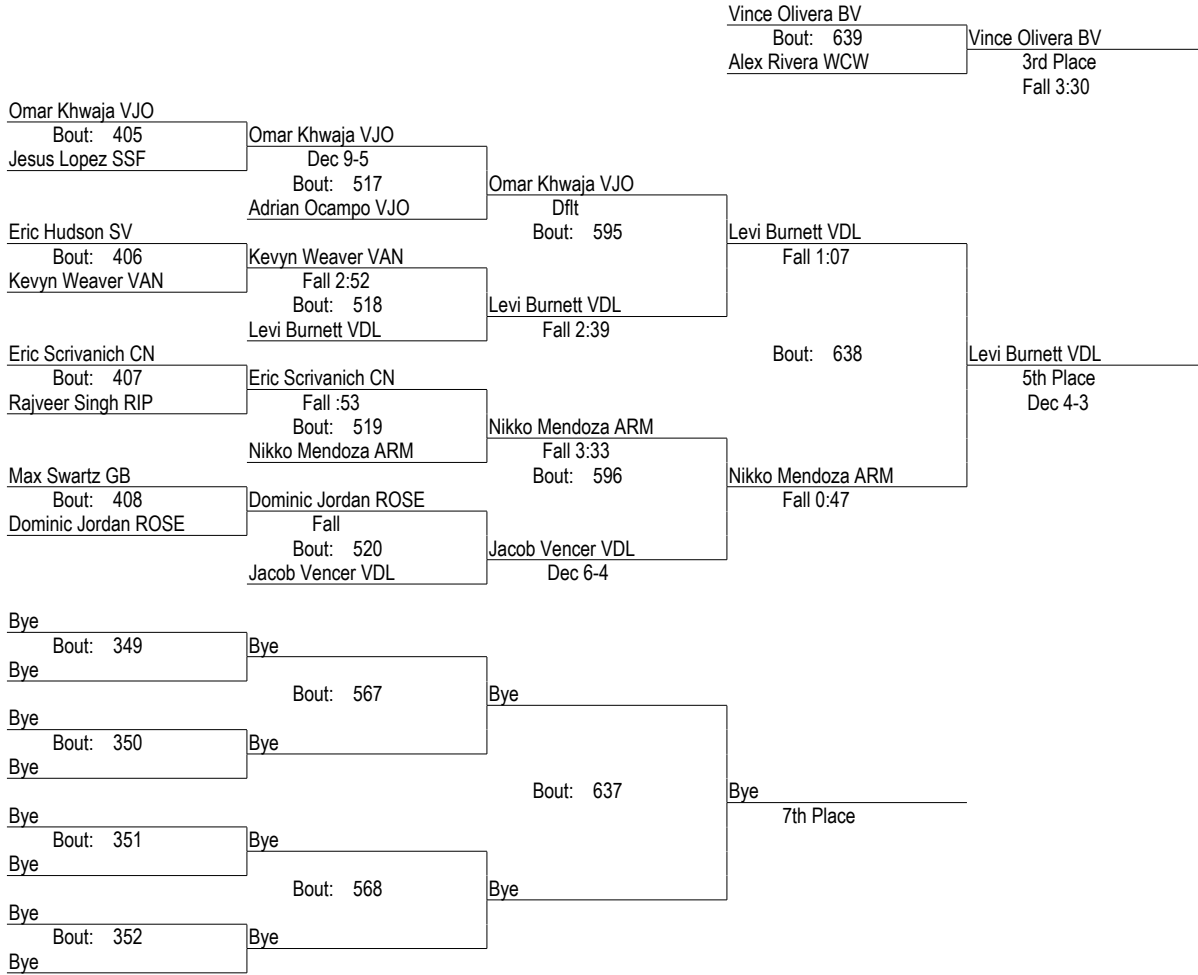 Vince Olivera BV
Bout: 639
Vince Olivera BV
Alex Rivera WCW
3rd Place
Fall 3:30
Omar Khwaja VJO
Bout: 405
Omar Khwaja VJO
Jesus Lopez SSF
Dec 9-5
Bout: 517
Omar Khwaja VJO
Adrian Ocampo VJO
Dflt
Eric Hudson SV
Bout: 595
Levi Burnett VDL
Bout: 406
Kevyn Weaver VAN
Fall 1:07
Kevyn Weaver VAN
Fall 2:52
Bout: 518
Levi Burnett VDL
Levi Burnett VDL
Fall 2:39
Eric Scrivanich CN
Bout: 638
Levi Burnett VDL
Bout: 407
Eric Scrivanich CN
5th Place
Rajveer Singh RIP
Fall :53
Dec 4-3
Bout: 519
Nikko Mendoza ARM
Nikko Mendoza ARM
Fall 3:33
Max Swartz GB
Bout: 596
Nikko Mendoza ARM
Bout: 408
Dominic Jordan ROSE
Fall 0:47
Dominic Jordan ROSE
Fall
Bout: 520
Jacob Vencer VDL
Jacob Vencer VDL
Dec 6-4
Bye
Bout: 349
Bye
Bye
Bout: 567
Bye
Bye
Bout: 350
Bye
Bye
Bout: 637
Bye
Bye
7th Place
Bout: 351
Bye
Bye
Bout: 568
Bye
Bye
Bout: 352
Bye
Bye